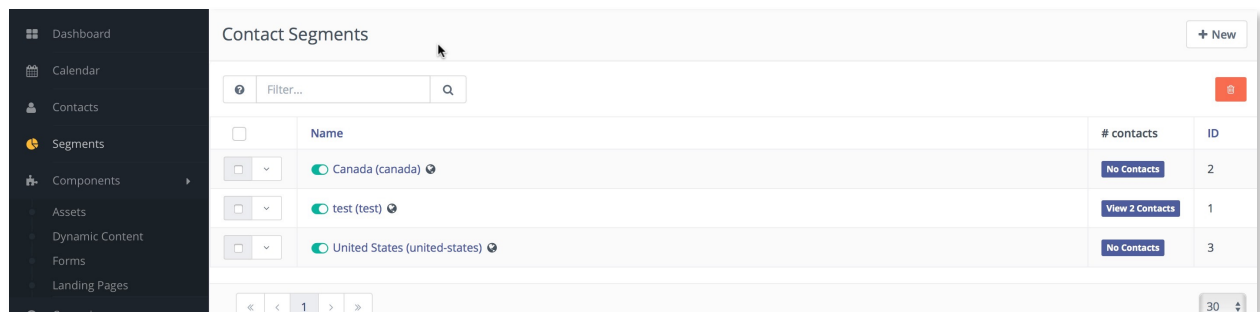 Dashboard
Calendar
Contacts
Segments
Components
Assets
Dynamic Content
Forms
Landing Pages
Contact Segments
+ New
Filter...
Name
# contacts
ID
Canada (canada)
No Contacts
2
test (test)
View 2 Contacts
1
United States (united-states)
No Contacts
3
« ‹ 1 › »
30